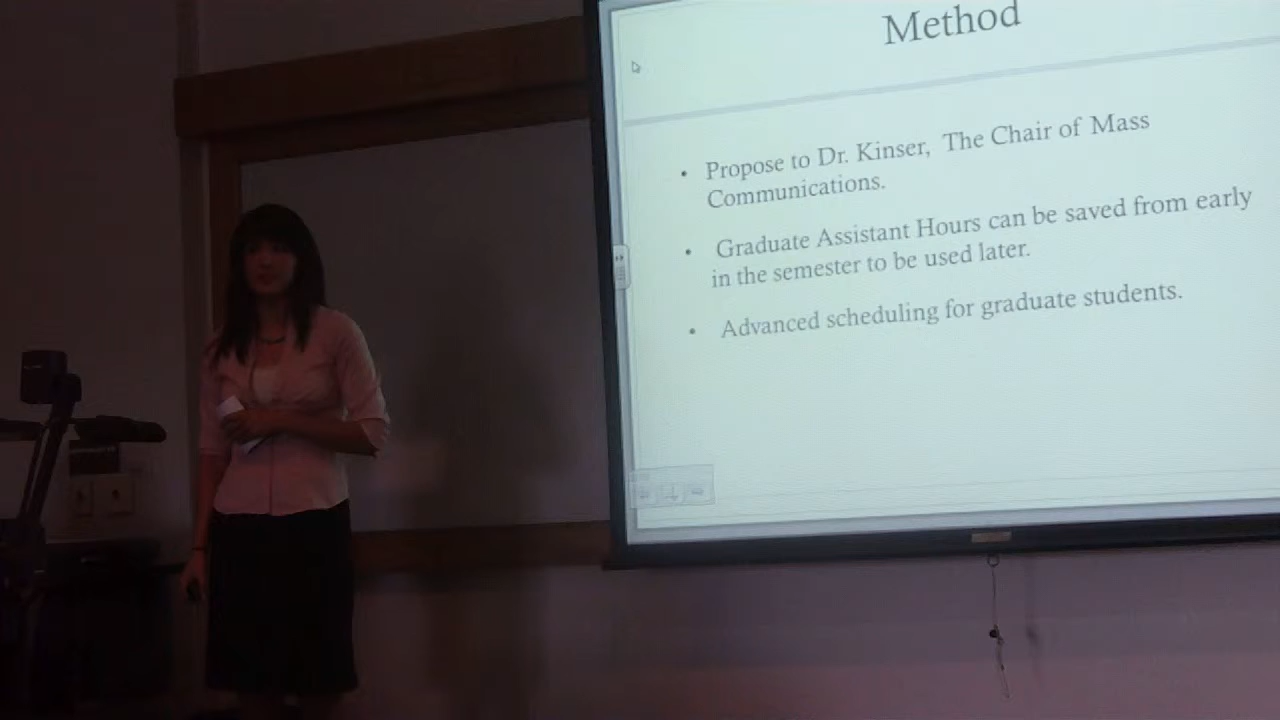 Method
• Propose to Dr. Kinser, The Chair of Mass
Communications.
• Graduate Assistant Hours can be saved from early
in the semester to be used later.
• Advanced scheduling for graduate students.